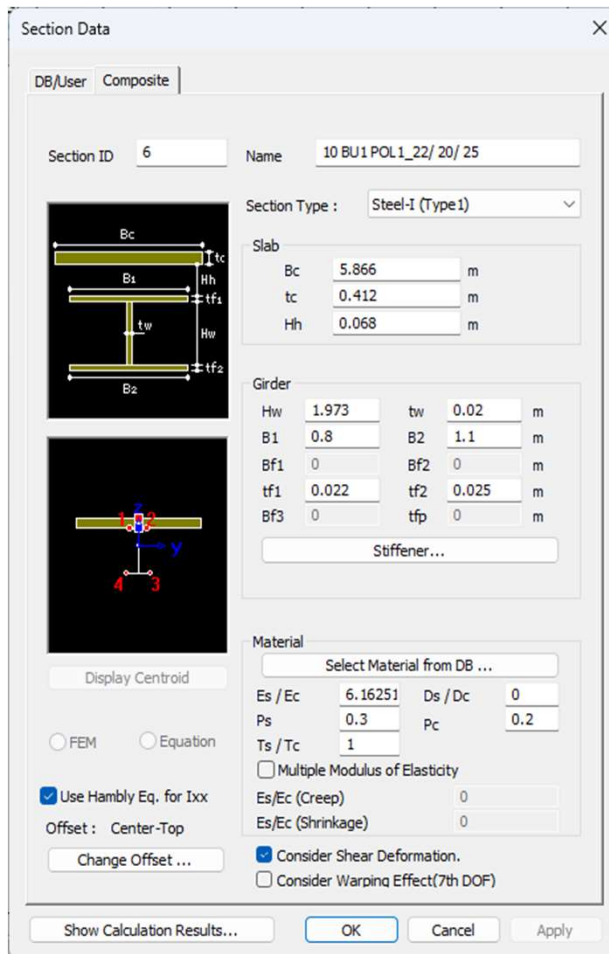 Section Data
DB/User Composite
Section ID 6 Name 10 BU1 POL1_22/ 20/ 25
Section Type : Steel-I (Type1)
Bc
tc
Hh
B1
tf1
tw
Hw
tf2
B2
Slab
Bc 5.866 m
tc 0.412 m
Hh 0.068 m
Girder
Hw 1.973 tw 0.02 m
B1 0.8 B2 1.1 m
Bf1 0 Bf2 0 m
tf1 0.022 tf2 0.025 m
Bf3 0 tfp 0 m
Stiffener...
z
1 2
y
4 3
Display Centroid
FEM Equation
Use Hambly Eq. for Ixx
Offset : Center-Top
Change Offset ...
Material
Select Material from DB ...
Es / Ec 6.16251 Ds / Dc 0
Ps 0.3 Pc 0.2
Ts / Tc 1
Multiple Modulus of Elasticity
Es/Ec (Creep) 0
Es/Ec (Shrinkage) 0
Consider Shear Deformation.
Consider Warping Effect(7th DOF)
Show Calculation Results... OK Cancel Apply